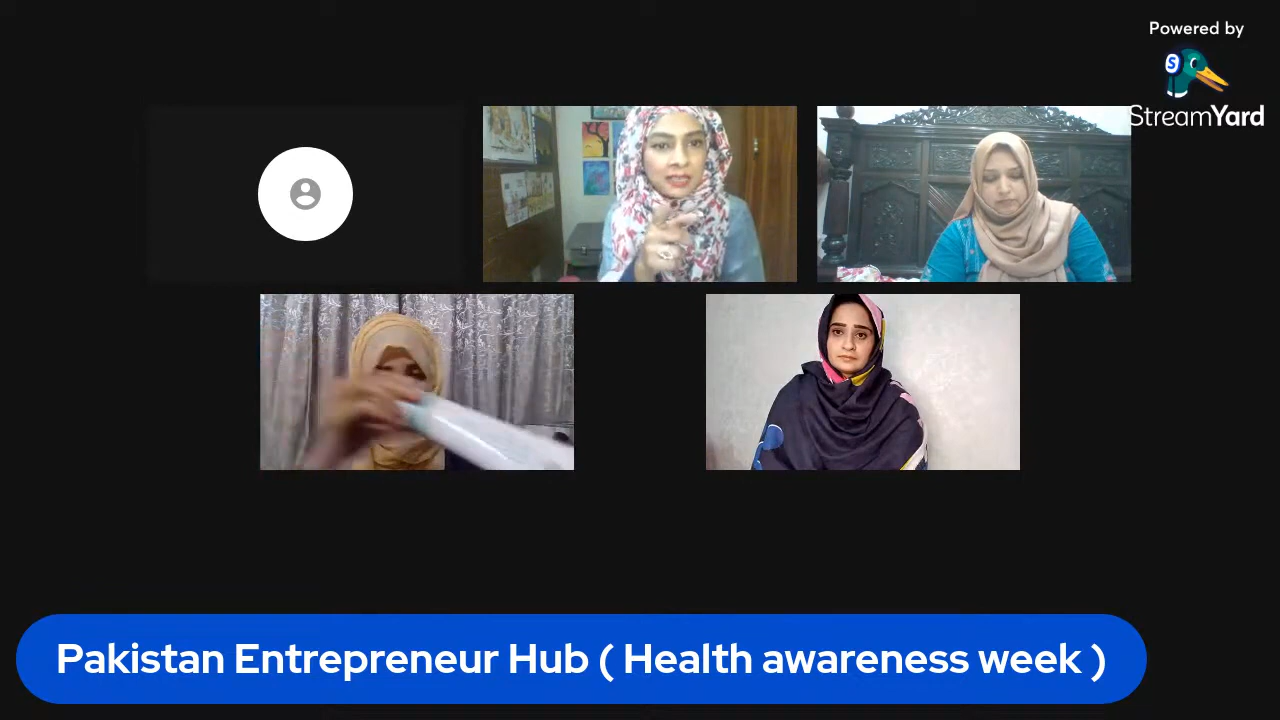 Powered by
StreamYard
Pakistan Entrepreneur Hub ( Health awareness week )